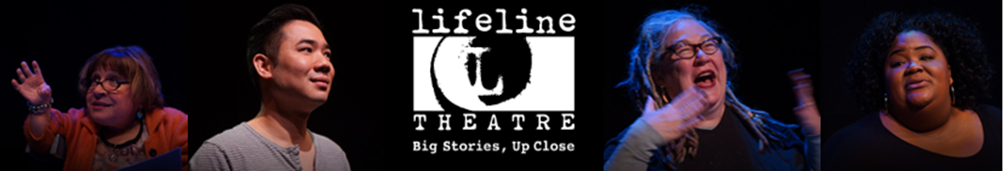 lifeline
L
THEATRE
Big Stories, Up Close